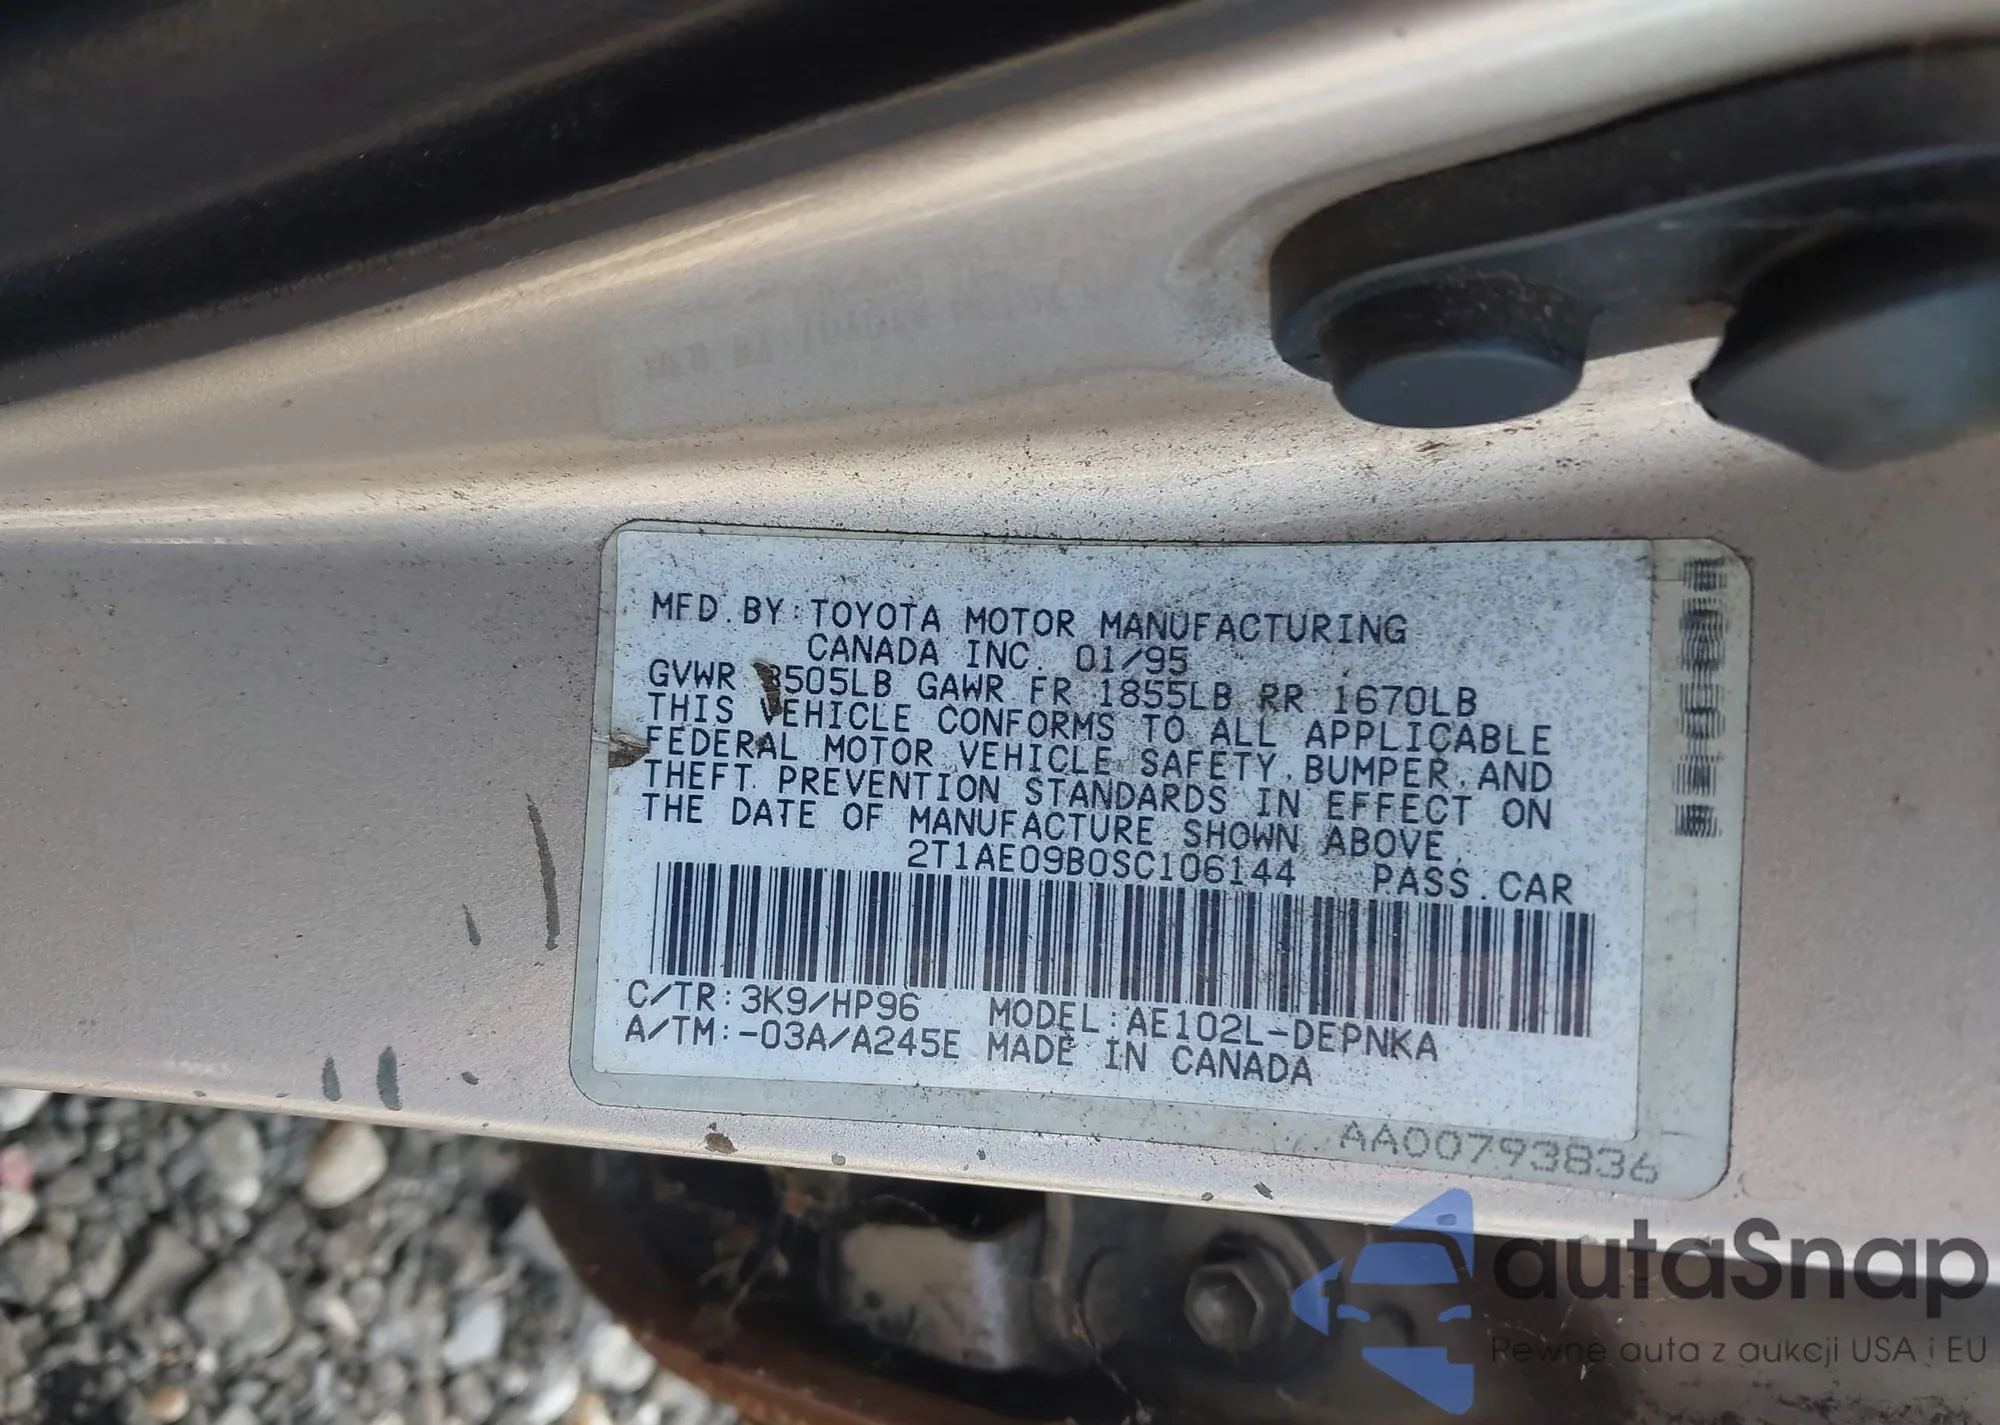 MFD. BY: TOYOTA MOTOR MANUFACTURING
CANADA INC. 01/95
GVWR 3505LB GAWR FR 1855LB RR 1670LB
THIS VEHICLE CONFORMS TO ALL APPLICABLE
FEDERAL MOTOR VEHICLE SAFETY, BUMPER, AND
THEFT PREVENTION STANDARDS IN EFFECT ON
THE DATE OF MANUFACTURE SHOWN ABOVE.
2T1AE09B0SC106144 PASS. CAR
C/TR: 3K9/HP96 MODEL: AE102L-DEPNKA
A/TM:-03A/A245E MADE IN CANADA
AA00793836
autaSnap
Pewne auta z aukcji USA i EU